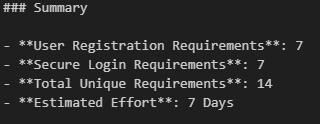 ### Summary
- **User Registration Requirements**: 7
- **Secure Login Requirements**: 7
- **Total Unique Requirements**: 14
- **Estimated Effort**: 7 Days